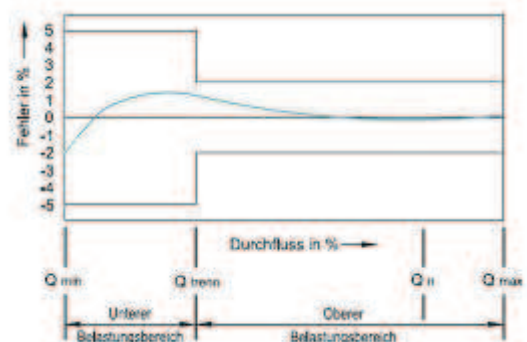 Fehler in %
5
4
3
2
1
0
-1
-2
-3
-4
-5
Durchfluss in %
Q min Q trenn Q n Q max
Unterer Oberer
Belastungsbereich Belastungsbereich